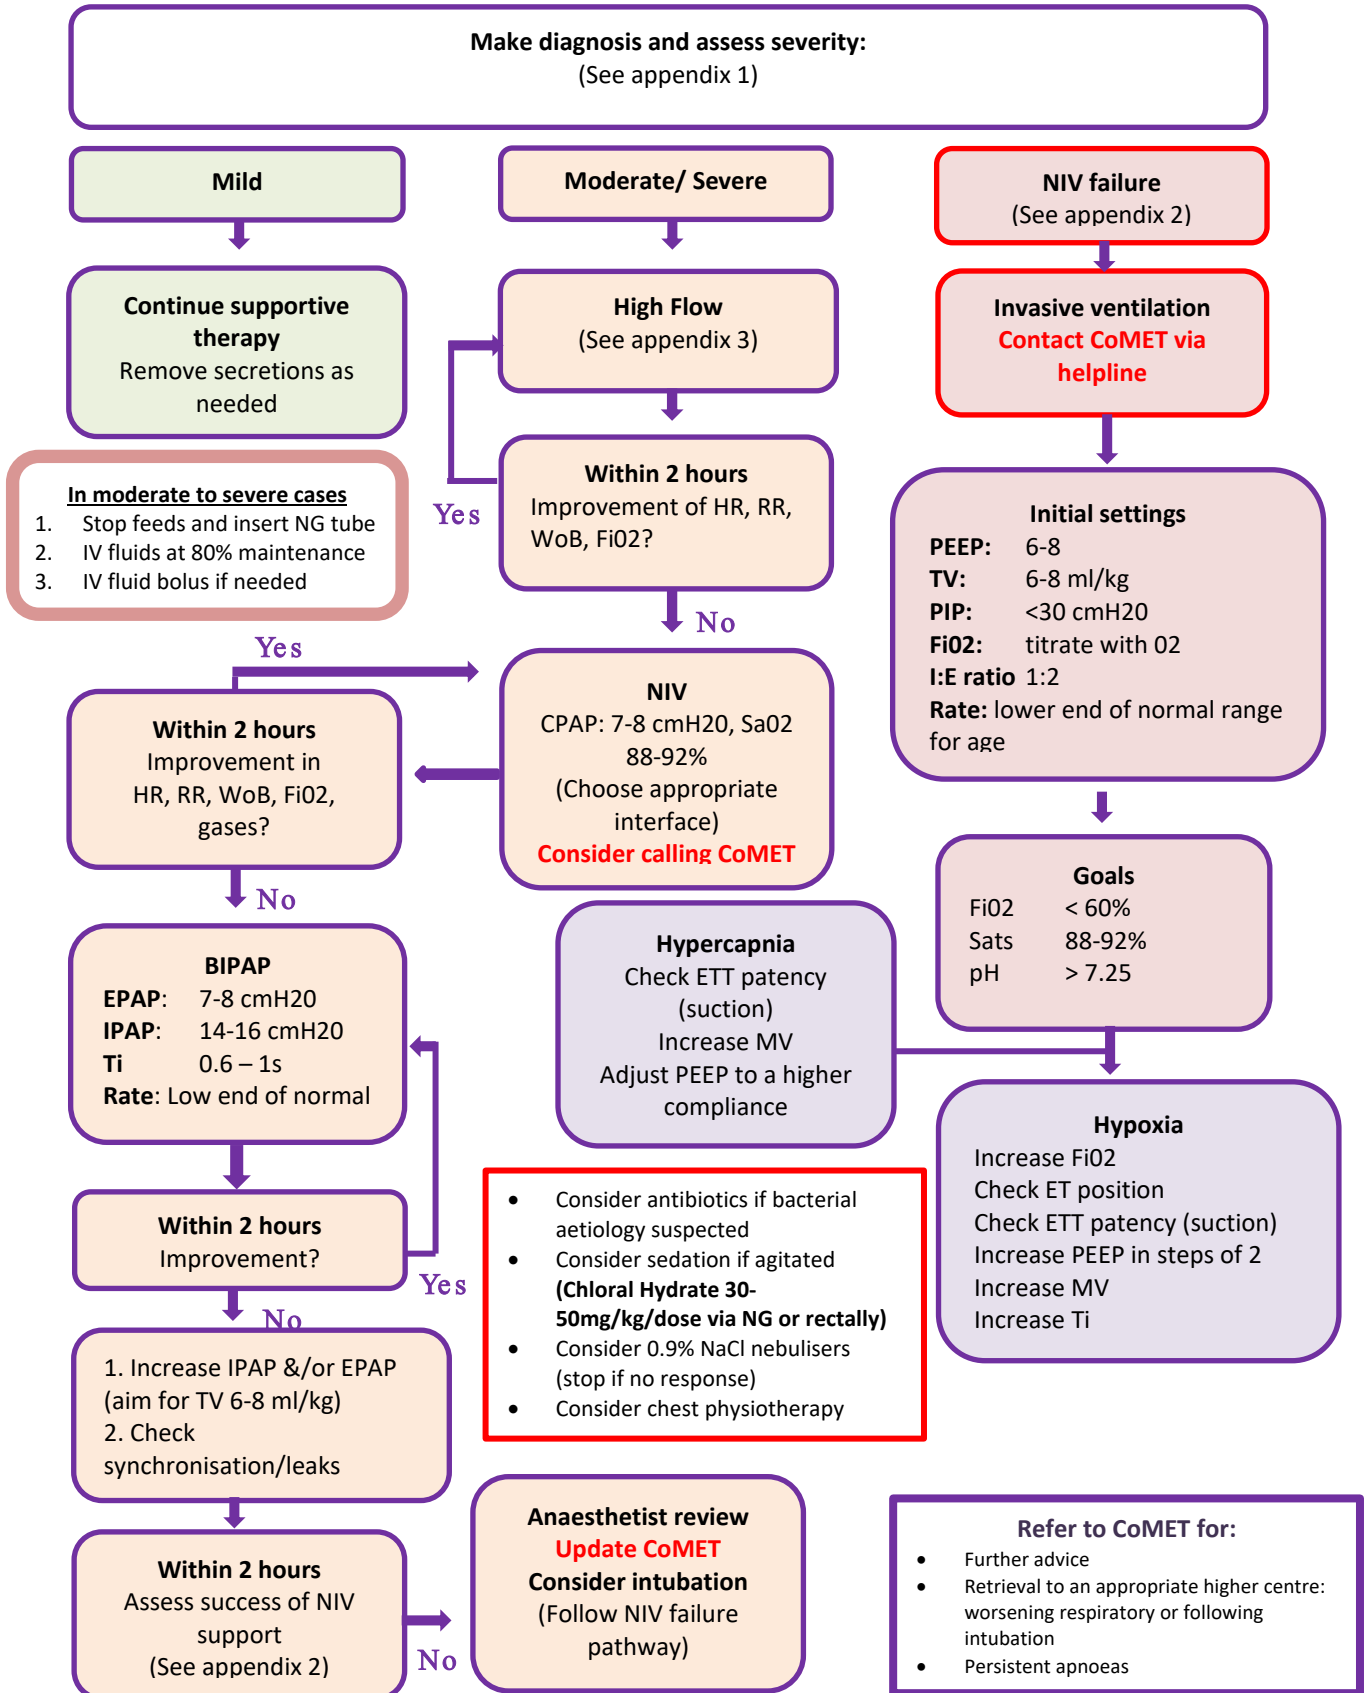 Make diagnosis and assess severity:
(See appendix 1)
Mild
Moderate/ Severe
NIV failure
(See appendix 2)
Continue supportive
therapy
Remove secretions as
needed
High Flow
(See appendix 3)
Invasive ventilation
Contact CoMET via
helpline
In moderate to severe cases
1. Stop feeds and insert NG tube
2. IV fluids at 80% maintenance
3. IV fluid bolus if needed
Within 2 hours
Improvement of HR, RR,
WoB, Fi02?
Yes
No
Initial settings
PEEP: 6-8
TV: 6-8 ml/kg
PIP: <30 cmH20
Fi02: titrate with 02
I:E ratio 1:2
Rate: lower end of normal range
for age
Yes
Within 2 hours
Improvement in
HR, RR, WoB, Fi02,
gases?
NIV
CPAP: 7-8 cmH20, Sa02
88-92%
(Choose appropriate
interface)
Consider calling CoMET
No
Goals
Fi02 < 60%
Sats 88-92%
pH > 7.25
BIPAP
EPAP: 7-8 cmH20
IPAP: 14-16 cmH20
Ti 0.6 – 1s
Rate: Low end of normal
Hypercapnia
Check ETT patency
(suction)
Increase MV
Adjust PEEP to a higher
compliance
Hypoxia
Increase Fi02
Check ET position
Check ETT patency (suction)
Increase PEEP in steps of 2
Increase MV
Increase Ti
Within 2 hours
Improvement?
Yes
No
• Consider antibiotics if bacterial
aetiology suspected
• Consider sedation if agitated
(Chloral Hydrate 30-
50mg/kg/dose via NG or rectally)
• Consider 0.9% NaCl nebulisers
(stop if no response)
• Consider chest physiotherapy
1. Increase IPAP &/or EPAP
(aim for TV 6-8 ml/kg)
2. Check
synchronisation/leaks
Within 2 hours
Assess success of NIV
support
(See appendix 2)
No
Anaesthetist review
Update CoMET
Consider intubation
(Follow NIV failure
pathway)
Refer to CoMET for:
• Further advice
• Retrieval to an appropriate higher centre:
worsening respiratory or following
intubation
• Persistent apnoeas